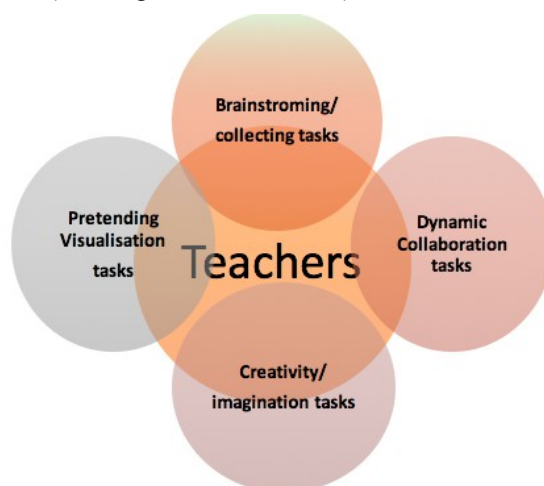 Brainstroming/
collecting tasks
Pretending
Visualisation
tasks
Teachers
Dynamic
Collaboration
tasks
Creativity/
imagination tasks